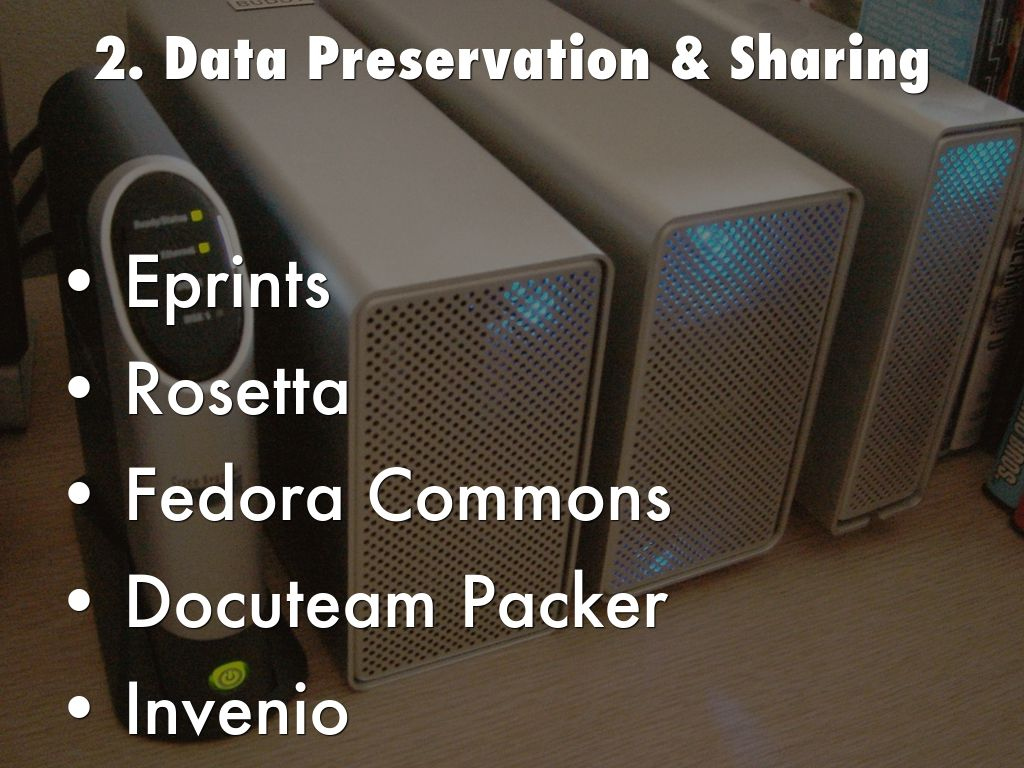 2. Data Preservation & Sharing
• Eprints
• Rosetta
• Fedora Commons
• Docuteam Packer
• Invenio